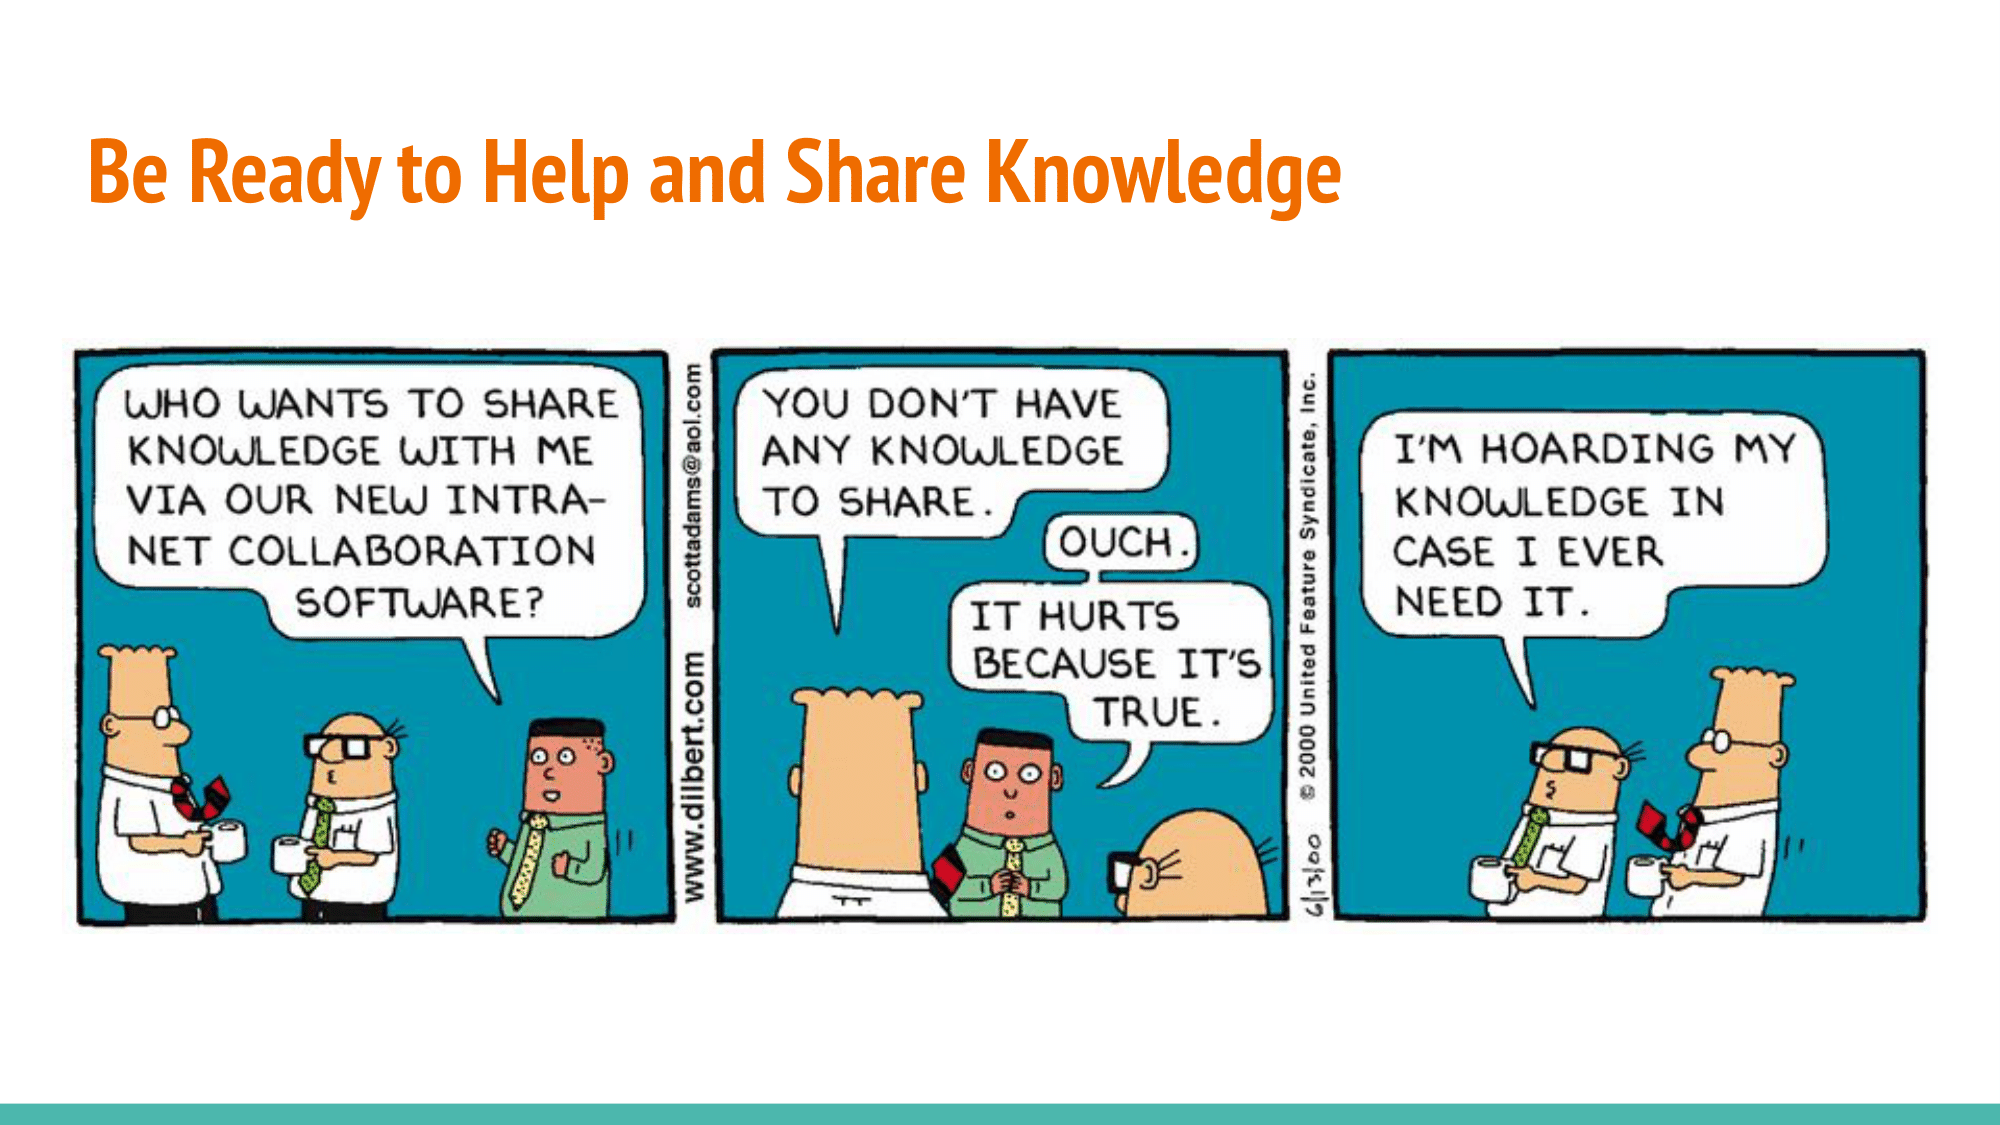 Be Ready to Help and Share Knowledge
WHO WANTS TO SHARE
KNOWLEDGE WITH ME
VIA OUR NEW INTRA-
NET COLLABORATION
SOFTWARE?
www.dilbert.com scottadams@aol.com
YOU DON'T HAVE
ANY KNOWLEDGE
TO SHARE.
OUCH.
IT HURTS
BECAUSE IT'S
TRUE.
6/13/00 © 2000 United Feature Syndicate, Inc.
I'M HOARDING MY
KNOWLEDGE IN
CASE I EVER
NEED IT.